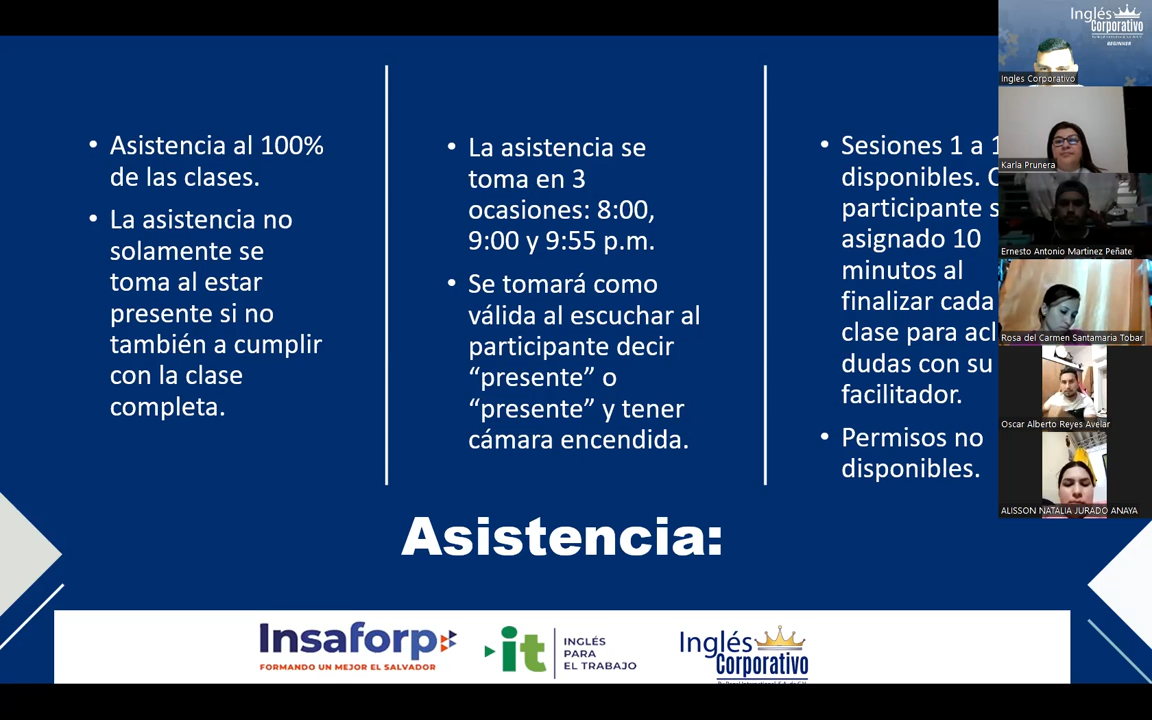 • Asistencia al 100%
de las clases.
• La asistencia no
solamente se
toma al estar
presente si no
también a cumplir
con la clase
completa.
• La asistencia se
toma en 3
ocasiones: 8:00,
9:00 y 9:55 p.m.
• Se tomará como
válida al escuchar al
participante decir
“presente” o
“presente” y tener
cámara encendida.
• Sesiones 1 a
disponibles.
participante
asignado 10
minutos al
finalizar cada
clase para
dudas con su
facilitador.
• Permisos no
disponibles.
Asistencia:
Insaforp
FORMANDO UN MEJOR EL SALVADOR
it
INGLÉS
PARA
EL TRABAJO
Inglés
Corporativo
Inglés
Corporativo
BEGINNER
Ingles Corporativo
Karla Prunera
Ernesto Antonio Martinez Peñate
Rosa del Carmen Santamaria Tobar
Oscar Alberto Reyes Avelar
ALISSON NATALIA JURADO ANAYA